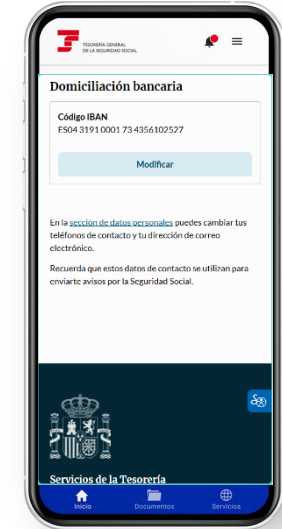 TESORERÍA GENERAL
DE LA SEGURIDAD SOCIAL
Domiciliación bancaria
Código IBAN
ES04 3191 0001 73 4356102527
Modificar
En la sección de datos personales puedes cambiar tus
teléfonos de contacto y tu dirección de correo
electrónico.
Recuerda que estos datos de contacto se utilizan para
enviarte avisos por la Seguridad Social.
Servicios de la Tesorería
Inicio
Documentos
Servicios